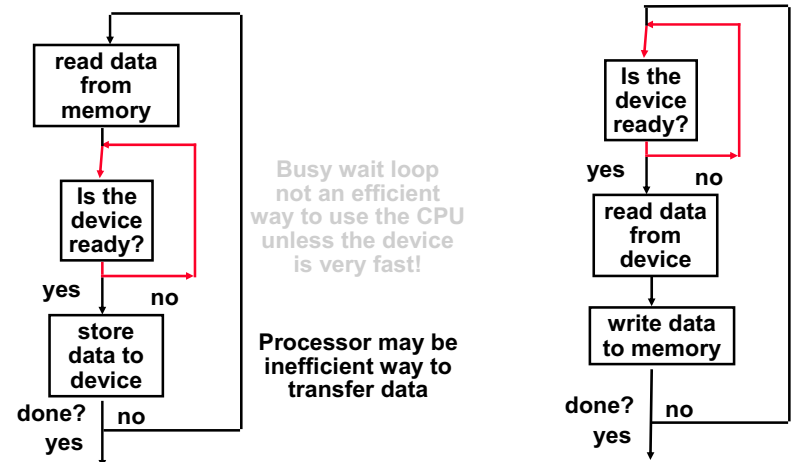 read data
from
memory
Is the
device
ready?
yes
no
store
data to
device
done?
no
yes
Busy wait loop
not an efficient
way to use the CPU
unless the device
is very fast!
Processor may be
inefficient way to
transfer data
Is the
device
ready?
yes
no
read data
from
device
write data
to memory
done?
no
yes